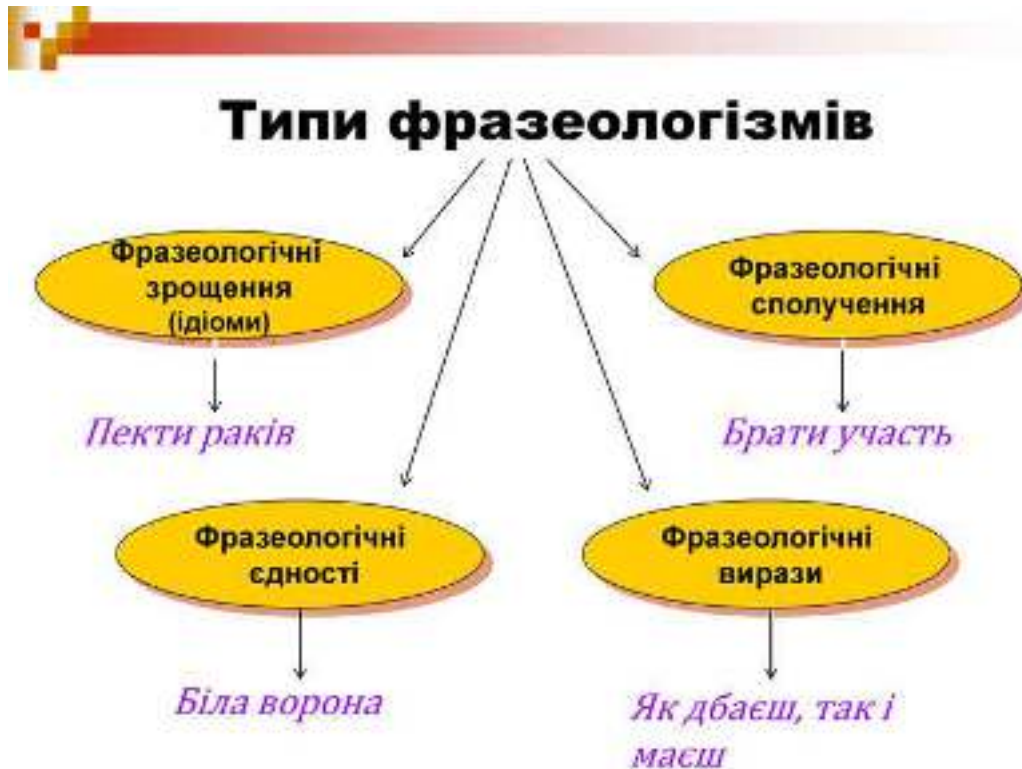 Типи фразеологізмів
Фразеологічні
зрощення
(ідіоми)
Фразеологічні
сполучення
Пекти раків
Брати участь
Фразеологічні
єдності
Фразеологічні
вирази
Біла ворона
Як дбаєш, так і
маєш